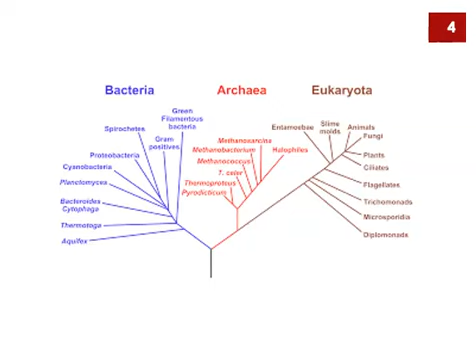 4
Bacteria
Archaea
Eukaryota
Green
Filamentous
bacteria
Spirochetes
Gram
positives
Proteobacteria
Cyanobacteria
Planctomyces
Bacteroides
Cytophaga
Thermotoga
Aquifex
Methanosarcina
Methanobacterium
Halophiles
Methanococcus
T. celer
Thermoproteus
Pyrodicticum
Entamoebae
Slime
molds
Animals
Fungi
Plants
Ciliates
Flagellates
Trichomonads
Microsporidia
Diplomonads